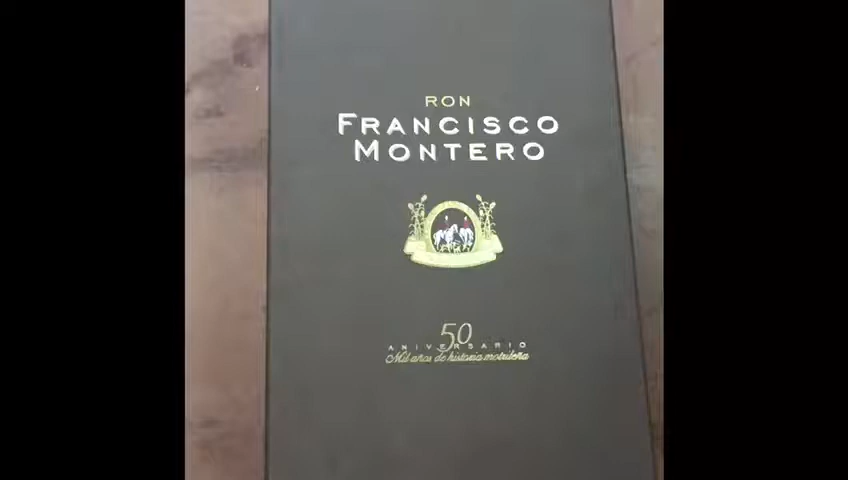 RON
FRANCISCO
MONTERO
50
ANIVERSARIO
Mil años de historia motrileña